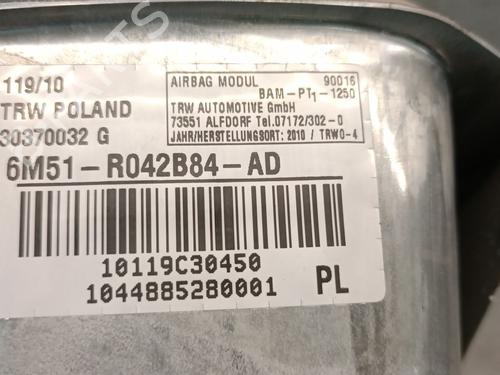 119/10
TRW POLAND
30370032 G
AIRBAG MODUL 90016
BAM-PT1-1250
TRW AUTOMOTIVE GmbH
73551 ALFDORF Tel.07172/302-0
JAHR/HERSTELLUNGSORT: 2010 / TRWO-4
6M51-R042B84-AD
10119C30450
1044885280001
PL